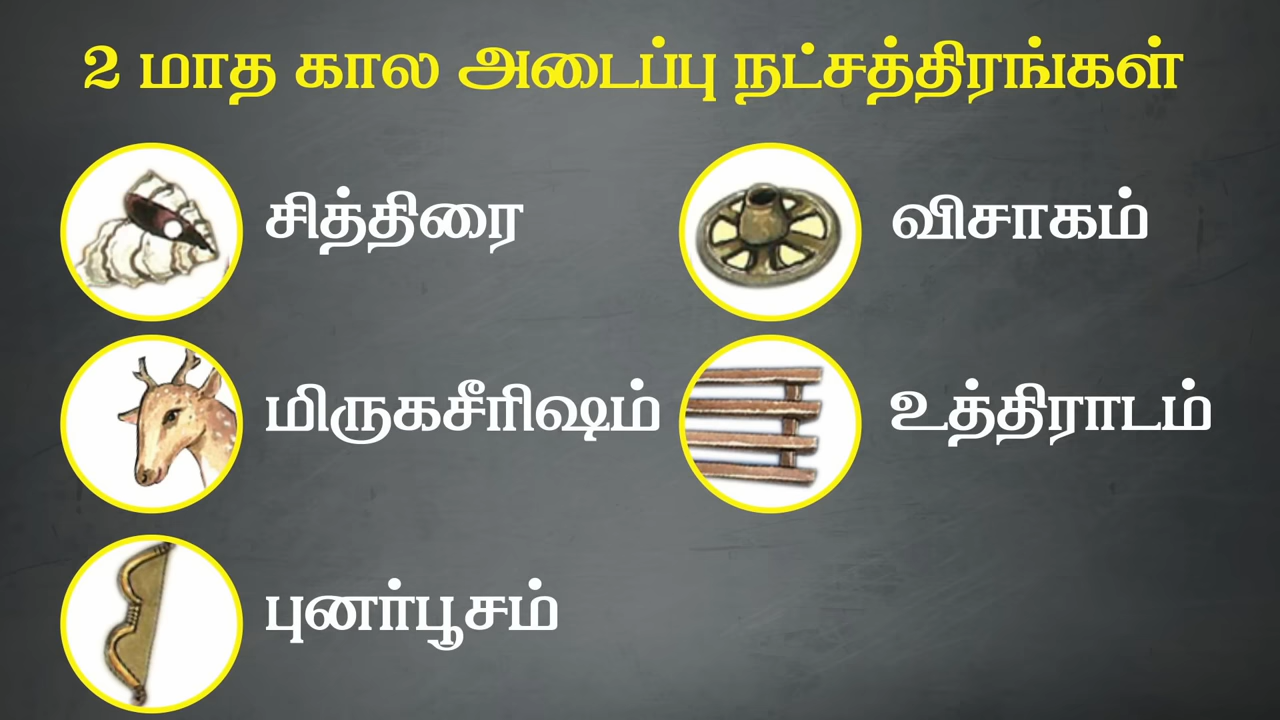 2 மாத கால அடைப்பு நட்சத்திரங்கள்
சித்திரை
விசாகம்
மிருகசீரிஷம்
உத்திராடம்
புனர்பூசம்